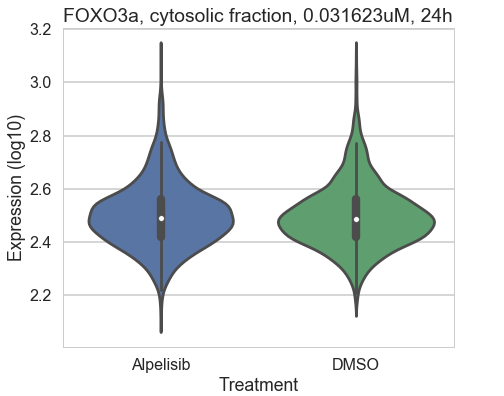 FOXO3a, cytosolic fraction, 0.031623uM, 24h
3.2
3.0
2.8
2.6
2.4
2.2
Expression (log10)
Alpelisib
DMSO
Treatment